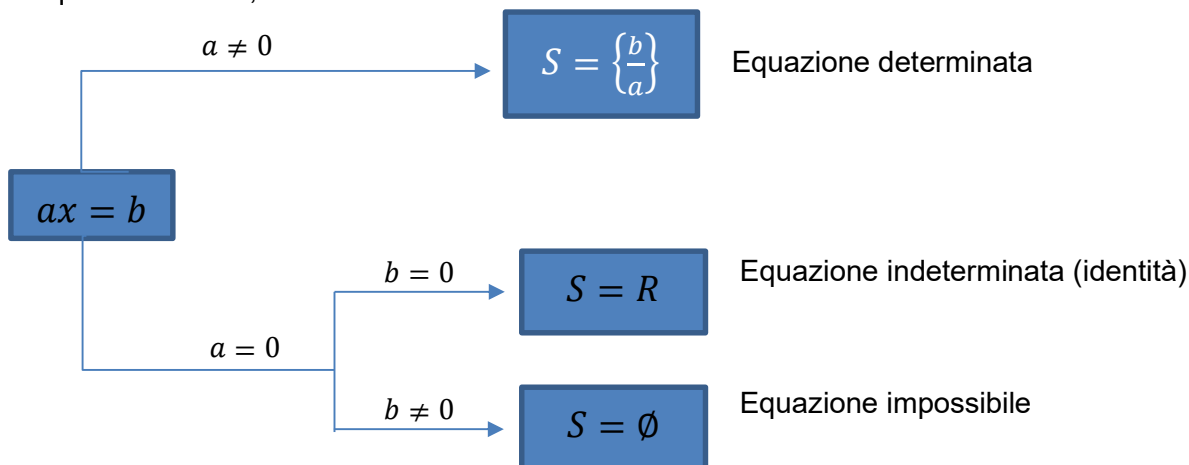 a ≠ 0
S = {b/a}
Equazione determinata
ax = b
b = 0
S = R
Equazione indeterminata (identità)
a = 0
b ≠ 0
S = ∅
Equazione impossibile